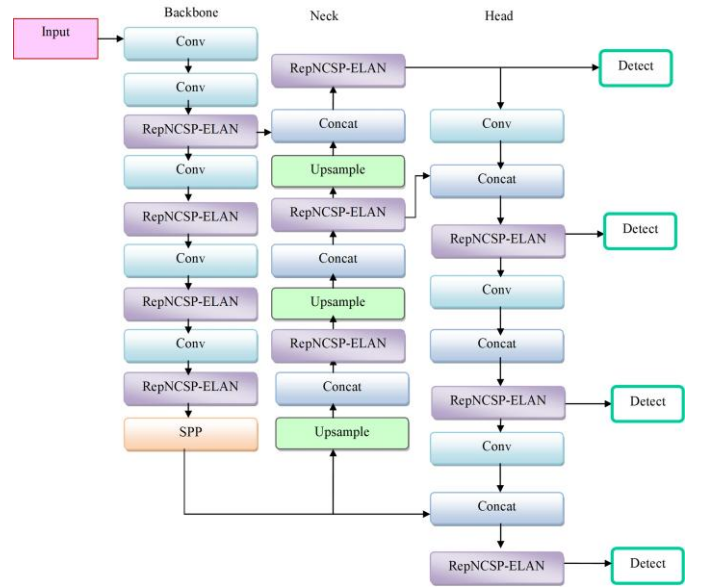 Backbone
Neck
Head
Input
Conv
Conv
RepNCSP-ELAN
Conv
RepNCSP-ELAN
Conv
RepNCSP-ELAN
Conv
RepNCSP-ELAN
SPP
RepNCSP-ELAN
Concat
Upsample
RepNCSP-ELAN
Concat
Upsample
RepNCSP-ELAN
Concat
Upsample
Detect
Conv
Concat
RepNCSP-ELAN
Detect
Conv
Concat
RepNCSP-ELAN
Detect
Conv
Concat
RepNCSP-ELAN
Detect